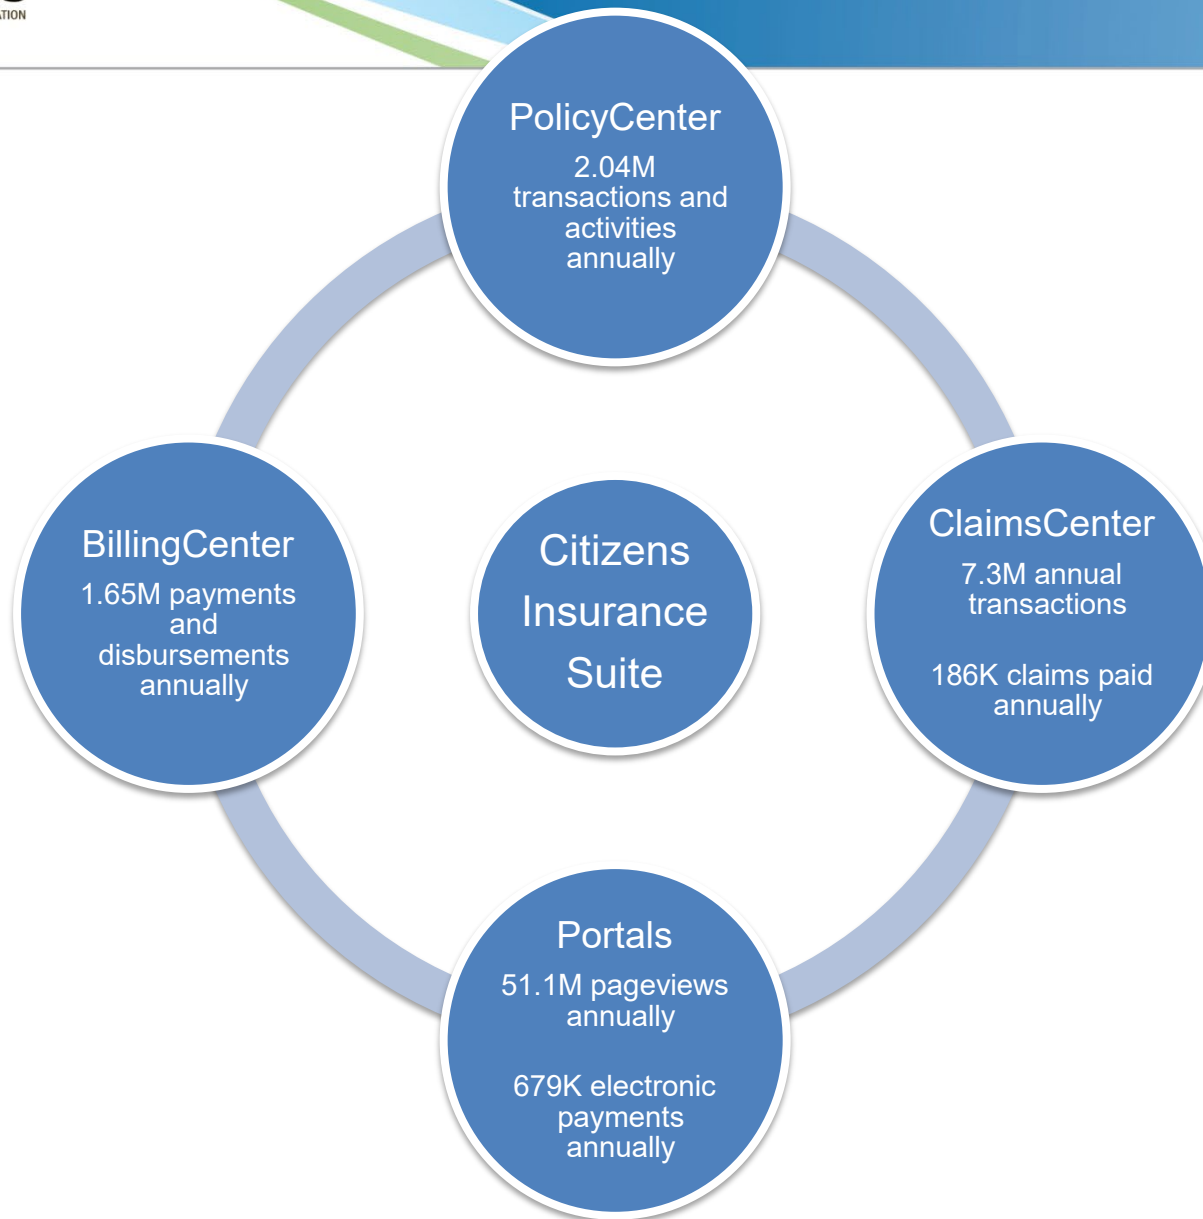 ATION
PolicyCenter
2.04M
transactions and
activities
annually
BillingCenter
1.65M payments
and
disbursements
annually
Citizens
Insurance
Suite
ClaimsCenter
7.3M annual
transactions
186K claims paid
annually
Portals
51.1M pageviews
annually
679K electronic
payments
annually